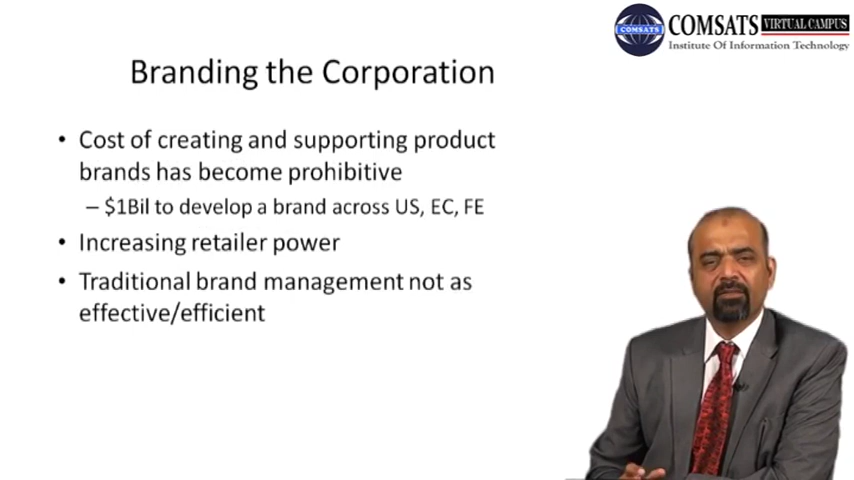 COMSATS
COMSATS VIRTUAL CAMPUS
Institute Of Information Technology
Branding the Corporation
• Cost of creating and supporting product
brands has become prohibitive
– $1Bil to develop a brand across US, EC, FE
• Increasing retailer power
• Traditional brand management not as
effective/efficient